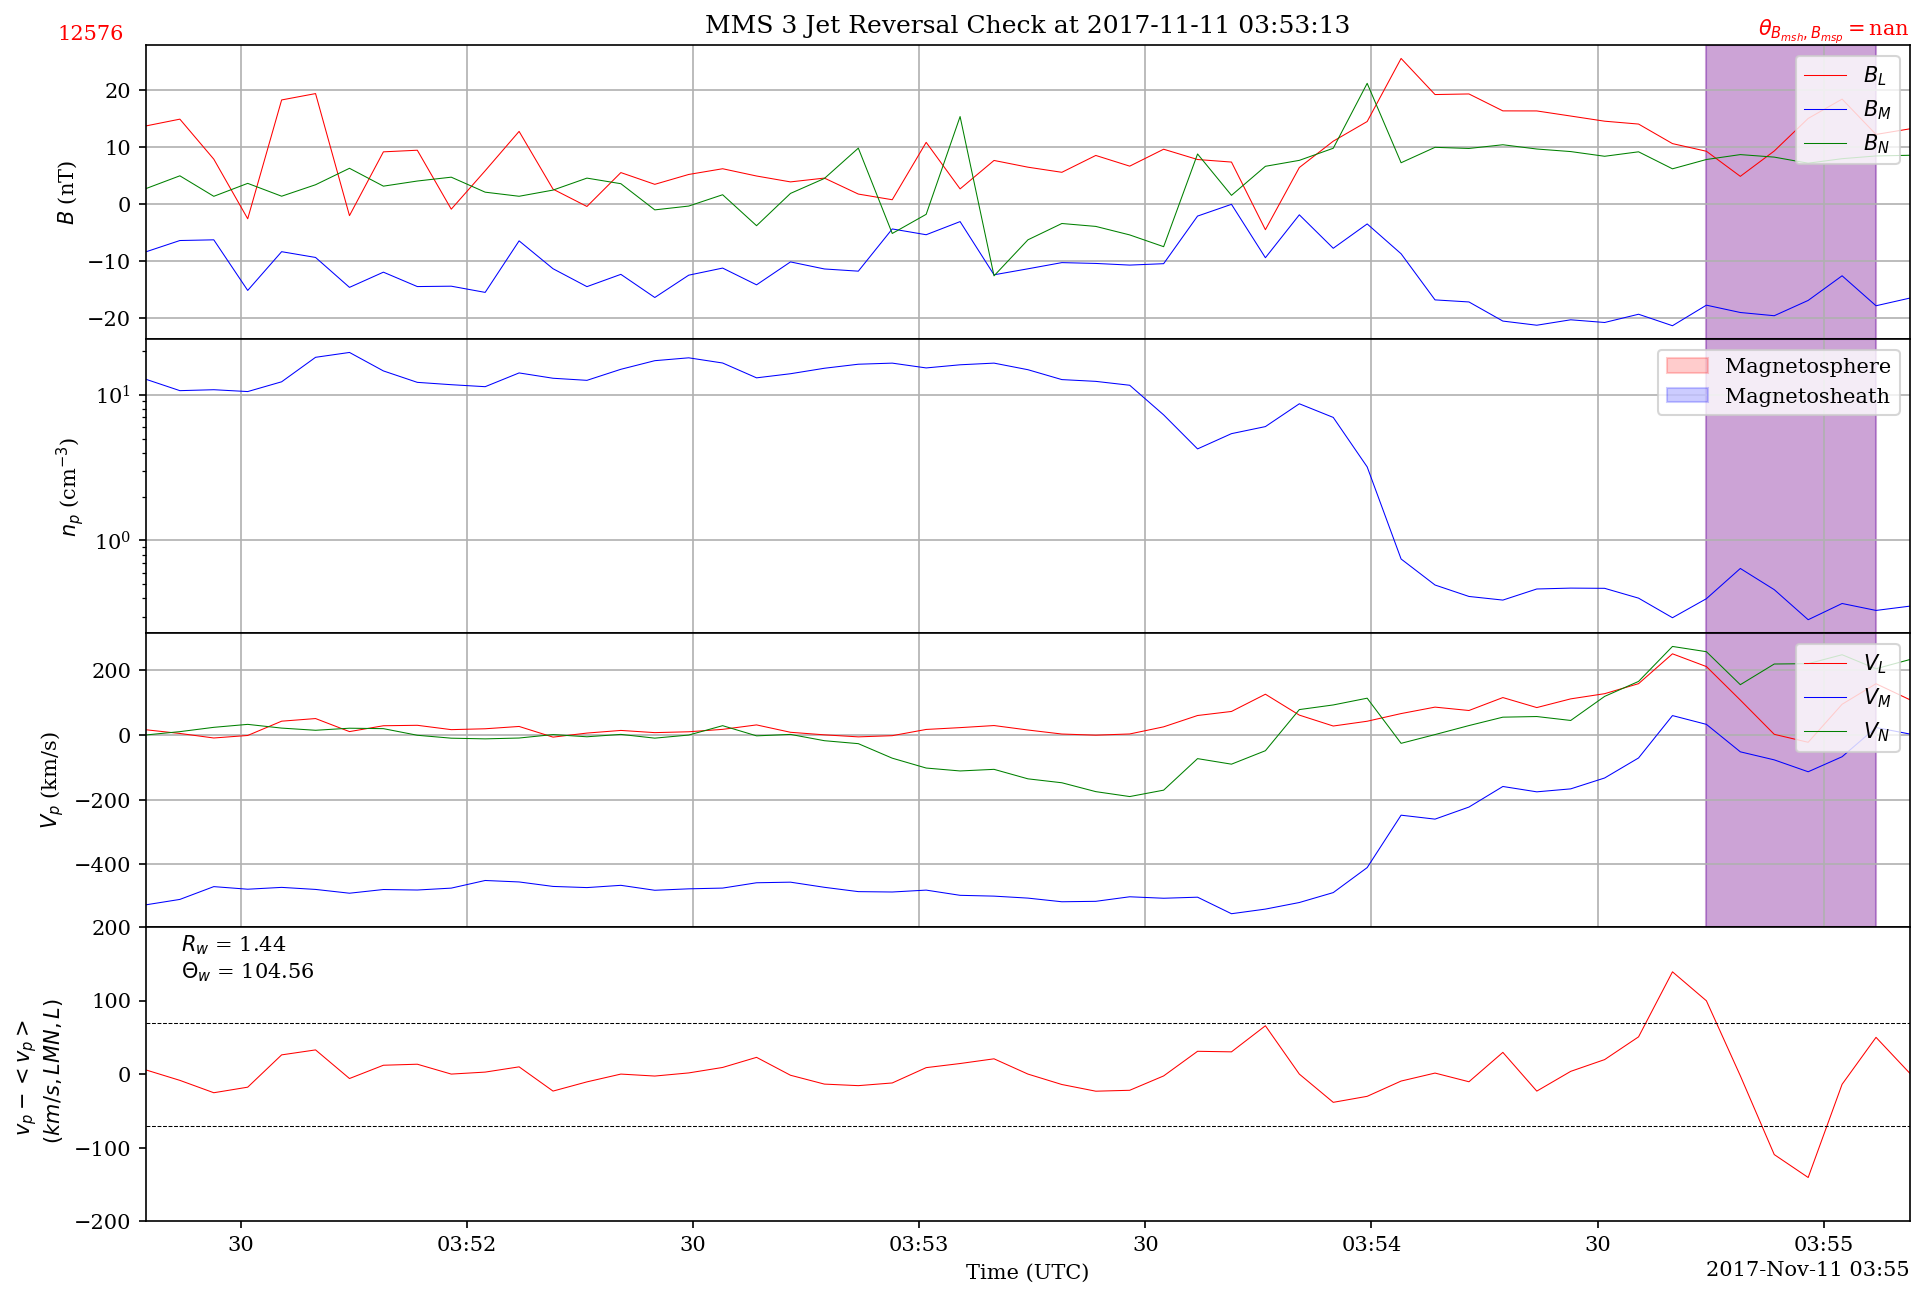 12576
MMS 3 Jet Reversal Check at 2017-11-11 03:53:13
θ_{B_{msh}, B_{msp}} = nan
B (nT)
20
10
0
−10
−20
B_L
B_M
B_N
n_p (cm^{−3})
10^1
10^0
Magnetosphere
Magnetosheath
V_p (km/s)
200
0
−200
−400
V_L
V_M
V_N
v_p − < v_p >
(km/s, LMN, L)
200
100
0
−100
−200
R_w = 1.44
Θ_w = 104.56
30
03:52
30
03:53
30
03:54
30
03:55
Time (UTC)
2017-Nov-11 03:55